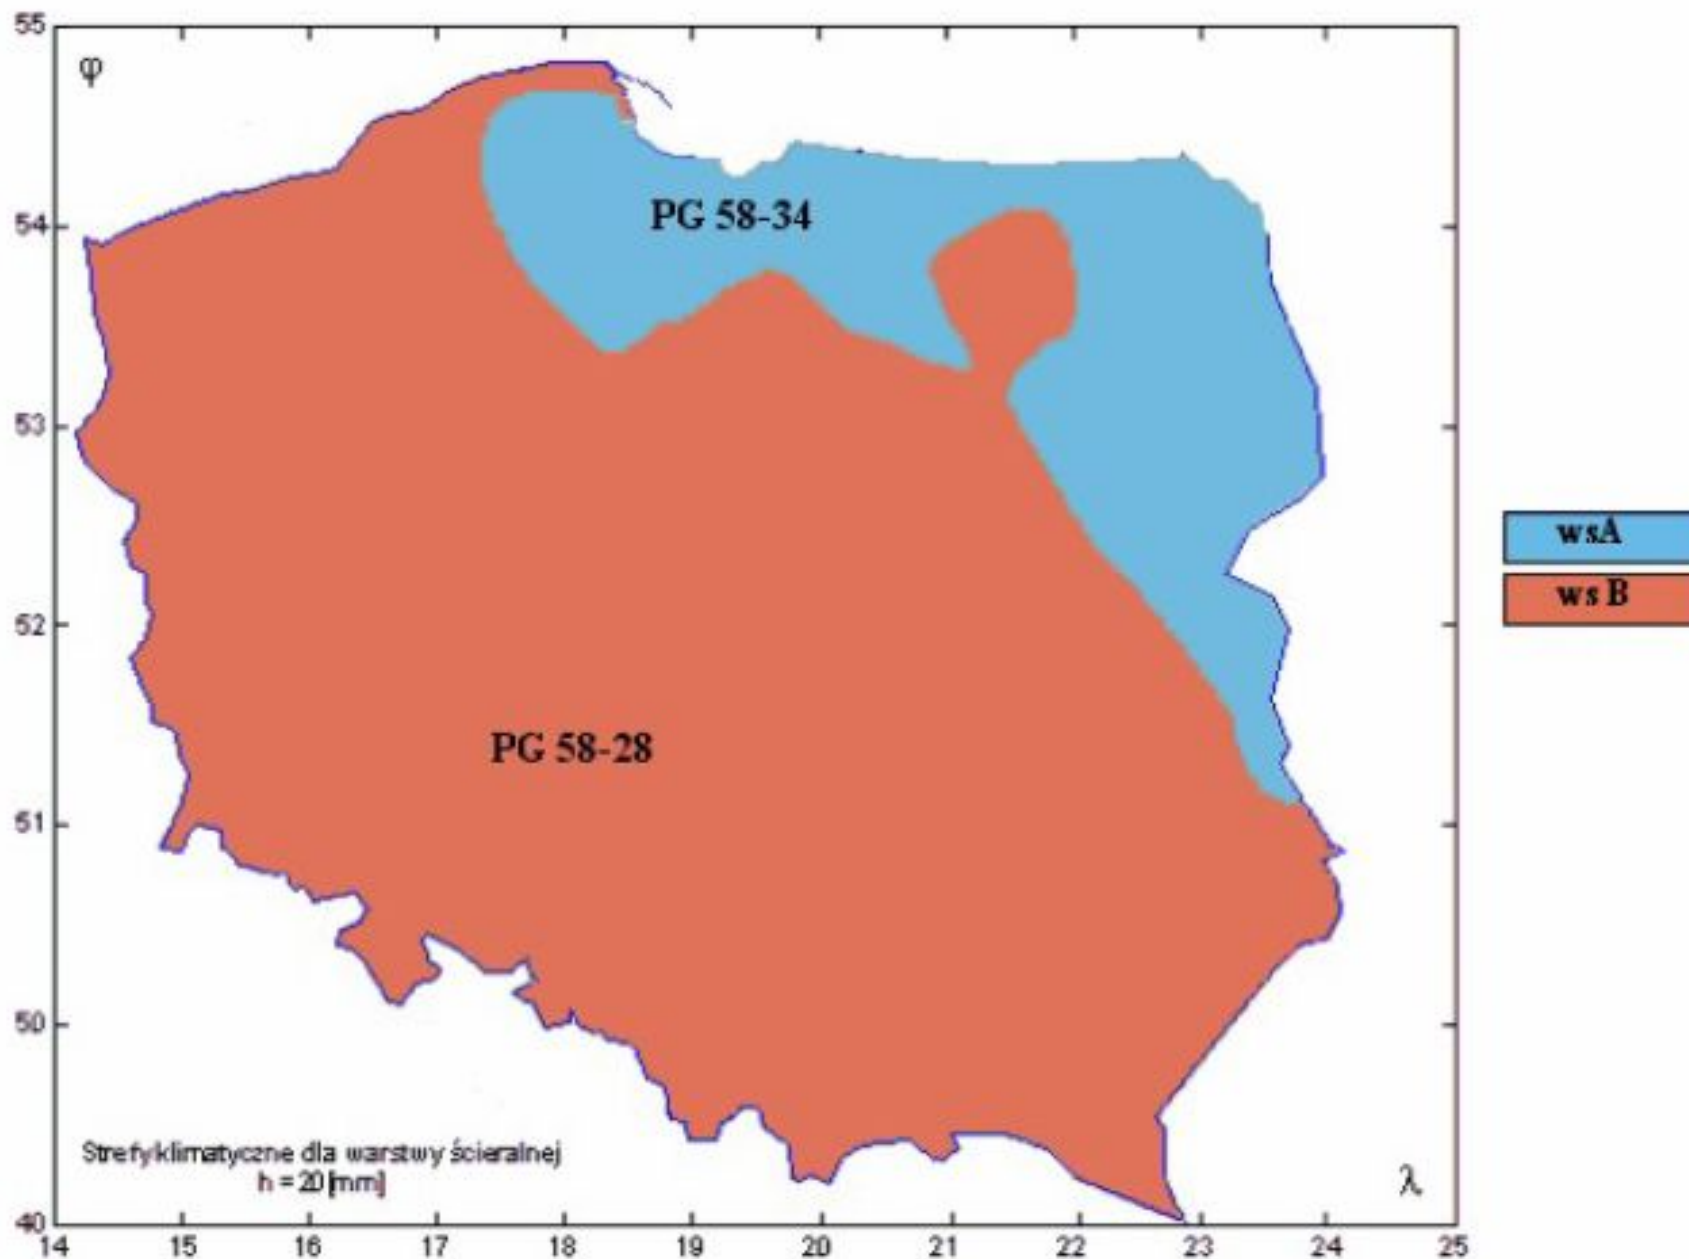 55
φ
54
PG 58-34
53
wsA
ws B
52
PG 58-28
51
50
Strefy klimatyczne dla warstwy ścieralnej
h = 20 [mm]
λ
49
14 15 16 17 18 19 20 21 22 23 24 25